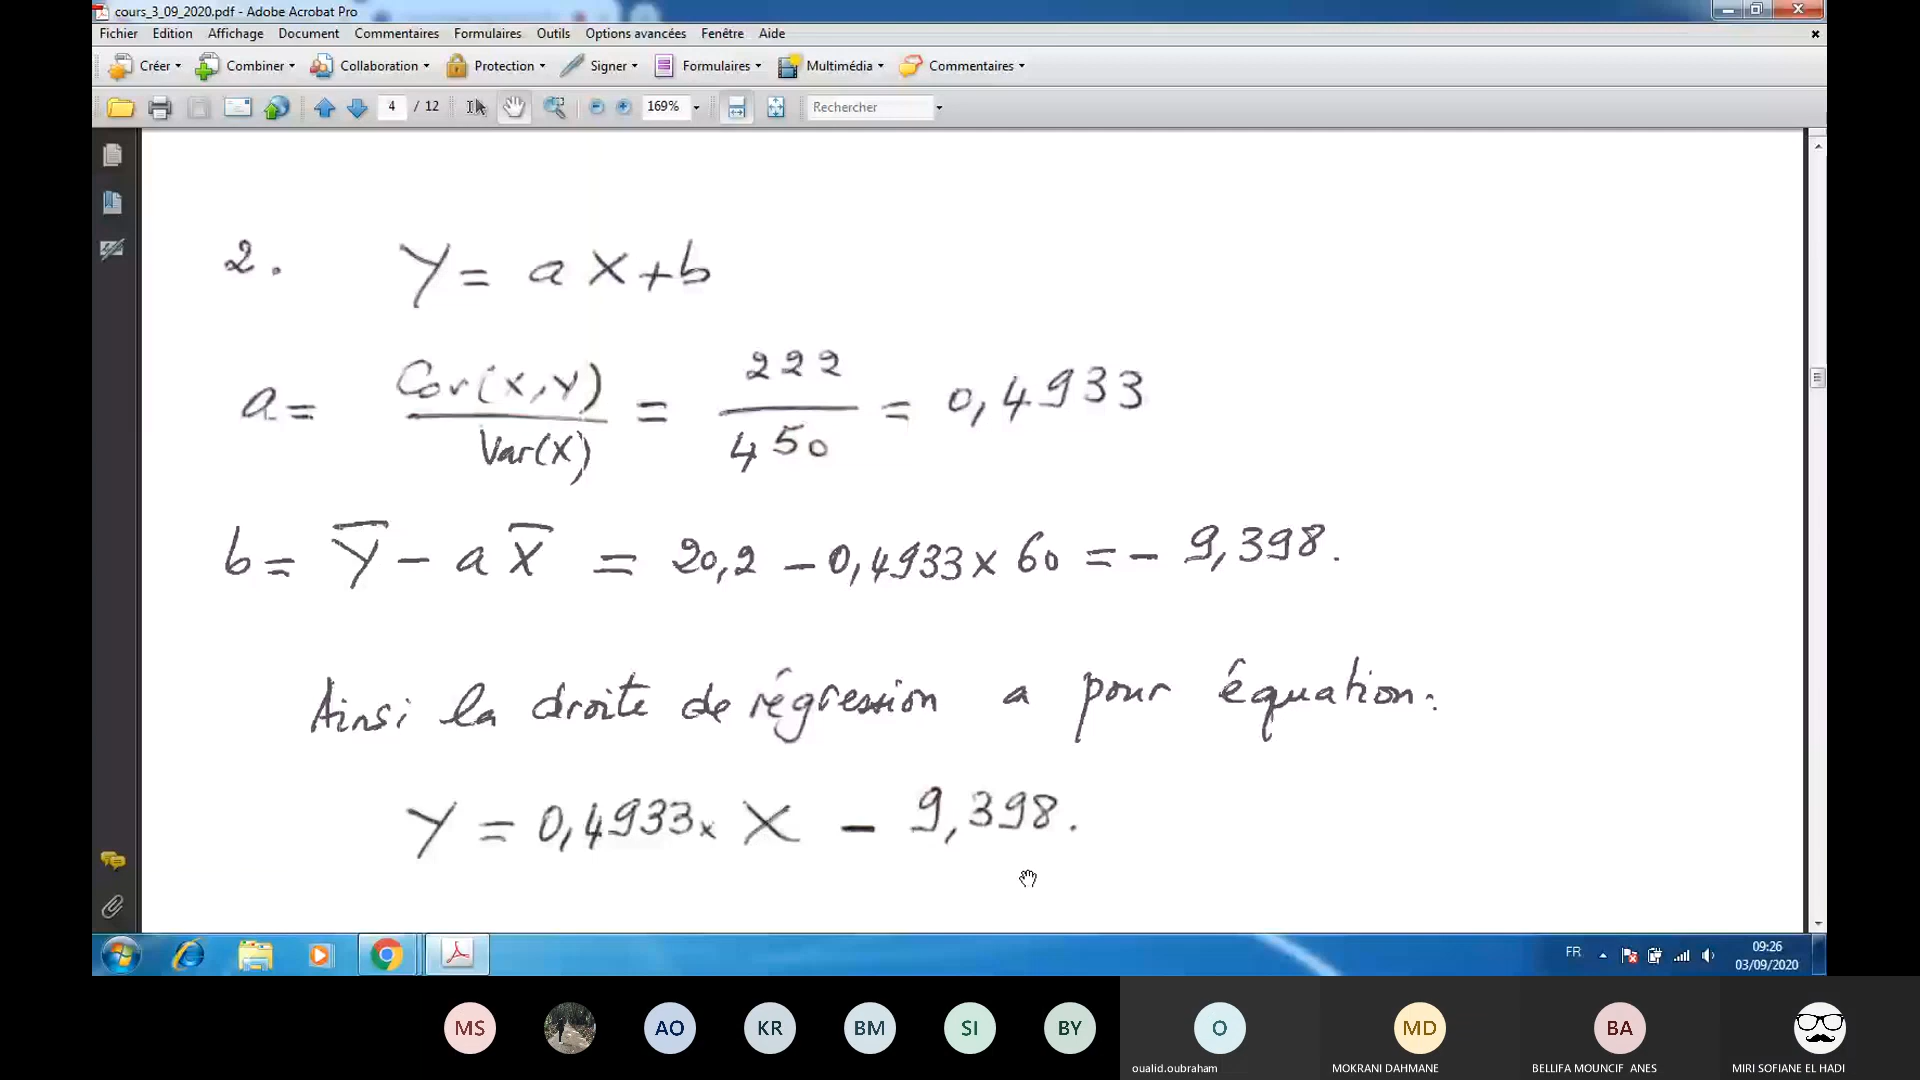 cours_3_09_2020.pdf - Adobe Acrobat Pro
Fichier Edition Affichage Document Commentaires Formulaires Outils Options avancées Fenêtre Aide
Créer Combiner Collaboration Protection Signer Formulaires Multimédia Commentaires
4 / 12 169% Rechercher
2. Y = a X + b
a = Cov(X,Y) / Var(X) = 222 / 450 = 0,4933
b = Y̅ - a X̅ = 20,2 - 0,4933 x 60 = - 9,398.
Ainsi la droite de régression a pour équation:
Y = 0,4933 x X - 9,398.
FR 09:26
03/09/2020
MS AO KR BM SI BY O MD BA
oualid.oubraham MOKRANI DAHMANE BELLIFA MOUNCIF ANES MIRI SOFIANE EL HADI